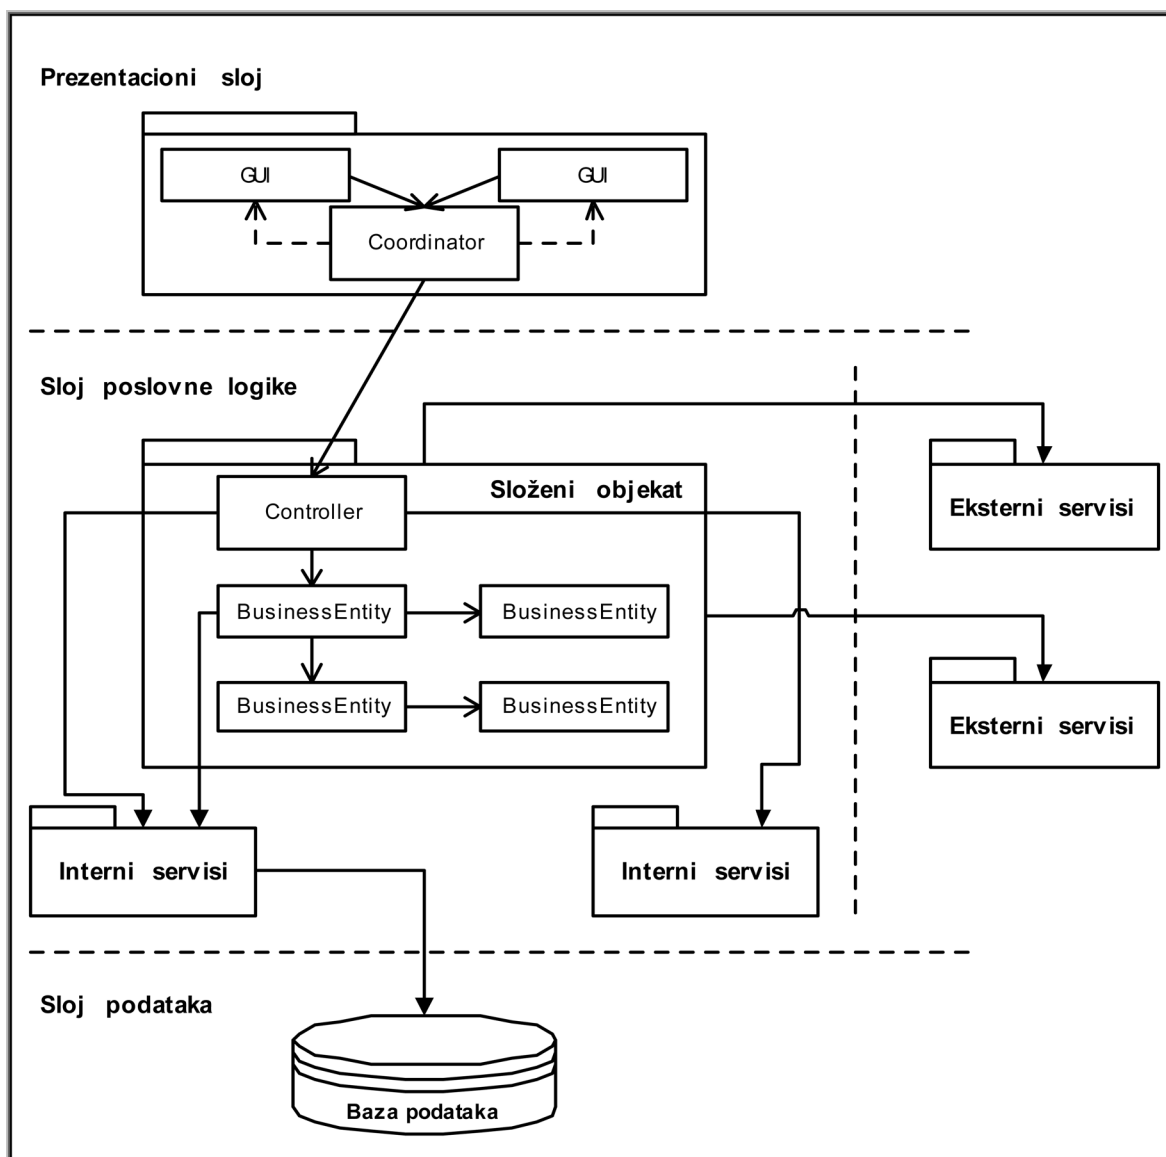 Prezentacioni sloj
GUI
GUI
Coordinator
Sloj poslovne logike
Složeni objekat
Controller
Eksterni servisi
BusinessEntity
BusinessEntity
BusinessEntity
BusinessEntity
Eksterni servisi
Interni servisi
Interni servisi
Sloj podataka
Baza podataka